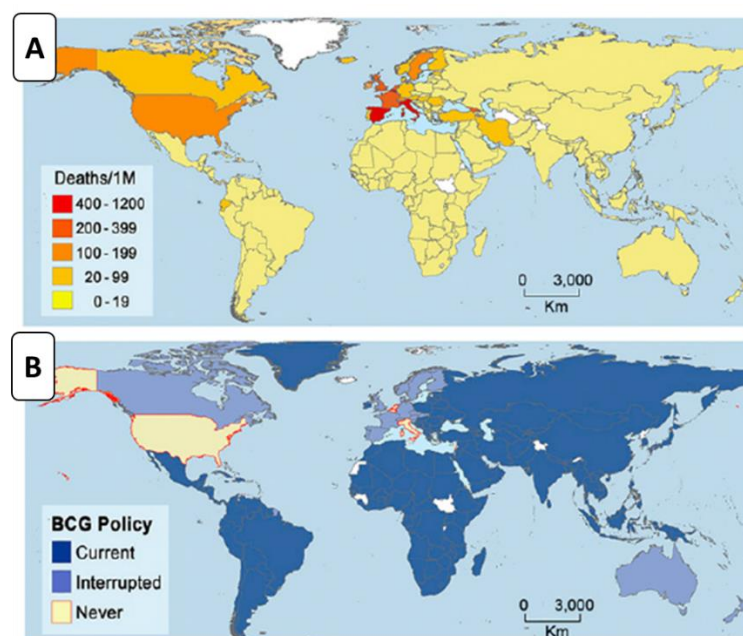 A
Deaths/1M
400 - 1200
200 - 399
100 - 199
20 - 99
0 - 19
0 3,000
Km
B
BCG Policy
Current
Interrupted
Never
0 3,000
Km